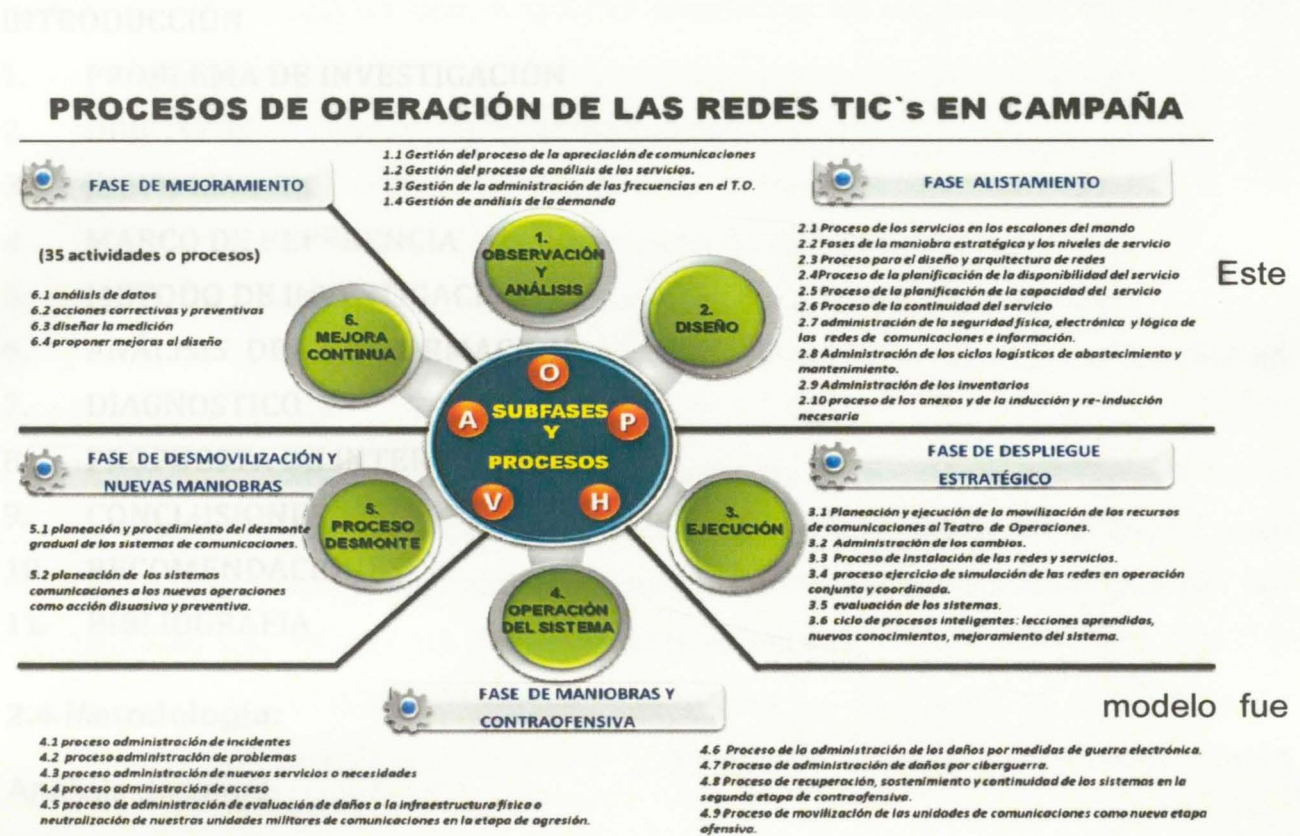 PROCESOS DE OPERACIÓN DE LAS REDES TIC`s EN CAMPAÑA
FASE DE MEJORAMIENTO
(35 actividades o procesos)
6.1 análisis de datos
6.2 acciones correctivas y preventivas
6.3 diseñar la medición
6.4 proponer mejoras al diseño
1.1 Gestión del proceso de la apreciación de comunicaciones
1.2 Gestión del proceso de análisis de los servicios.
1.3 Gestión de la administración de las frecuencias en el T.O.
1.4 Gestión de análisis de la demanda
FASE ALISTAMIENTO
2.1 Proceso de los servicios en los escalones del mando
2.2 Fases de la maniobra estratégica y los niveles de servicio
2.3 Proceso para el diseño y arquitectura de redes
2.4Proceso de la planificación de la disponibilidad del servicio
2.5 Proceso de la planificación de la capacidad del servicio
2.6 Proceso de la continuidad del servicio
2.7 administración de la seguridad física, electrónica y lógica de
las redes de comunicaciones e información.
2.8 Administración de los ciclos logísticos de abastecimiento y
mantenimiento.
2.9 Administración de los inventarios
2.10 proceso de los anexos y de la inducción y re-inducción
necesaria
Este
1.
OBSERVACIÓN
Y
ANÁLISIS
2.
DISEÑO
6.
MEJORA
CONTINUA
O
A
P
SUBFASES
Y
PROCESOS
V
H
3.
EJECUCIÓN
5.
PROCESO
DESMONTE
4.
OPERACIÓN
DEL SISTEMA
FASE DE DESMOVILIZACIÓN Y
NUEVAS MANIOBRAS
5.1 planeación y procedimiento del desmonte
gradual de los sistemas de comunicaciones.
5.2 planeación de los sistemas
comunicaciones a los nuevas operaciones
como acción disuasiva y preventiva.
FASE DE DESPLIEGUE
ESTRATÉGICO
3.1 Planeación y ejecución de la movilización de los recursos
de comunicaciones al Teatro de Operaciones.
3.2 Administración de los cambios.
3.3 Proceso de instalación de las redes y servicios.
3.4 proceso ejercicio de simulación de las redes en operación
conjunta y coordinada.
3.5 evaluación de los sistemas.
3.6 ciclo de procesos inteligentes: lecciones aprendidas,
nuevos conocimientos, mejoramiento del sistema.
FASE DE MANIOBRAS Y
CONTRAOFENSIVA
modelo fue
4.1 proceso administración de incidentes
4.2 proceso administración de problemas
4.3 proceso administración de nuevos servicios o necesidades
4.4 proceso administración de acceso
4.5 proceso de administración de evaluación de daños a la infraestructura física o
neutralización de nuestras unidades militares de comunicaciones en la etapa de agresión.
4.6 Proceso de la administración de los daños por medidas de guerra electrónica.
4.7 Proceso de administración de daños por ciberguerra.
4.8 Proceso de recuperación, sostenimiento y continuidad de los sistemas en la
segunda etapa de contraofensiva.
4.9 Proceso de movilización de las unidades de comunicaciones como nueva etapa
ofensiva.